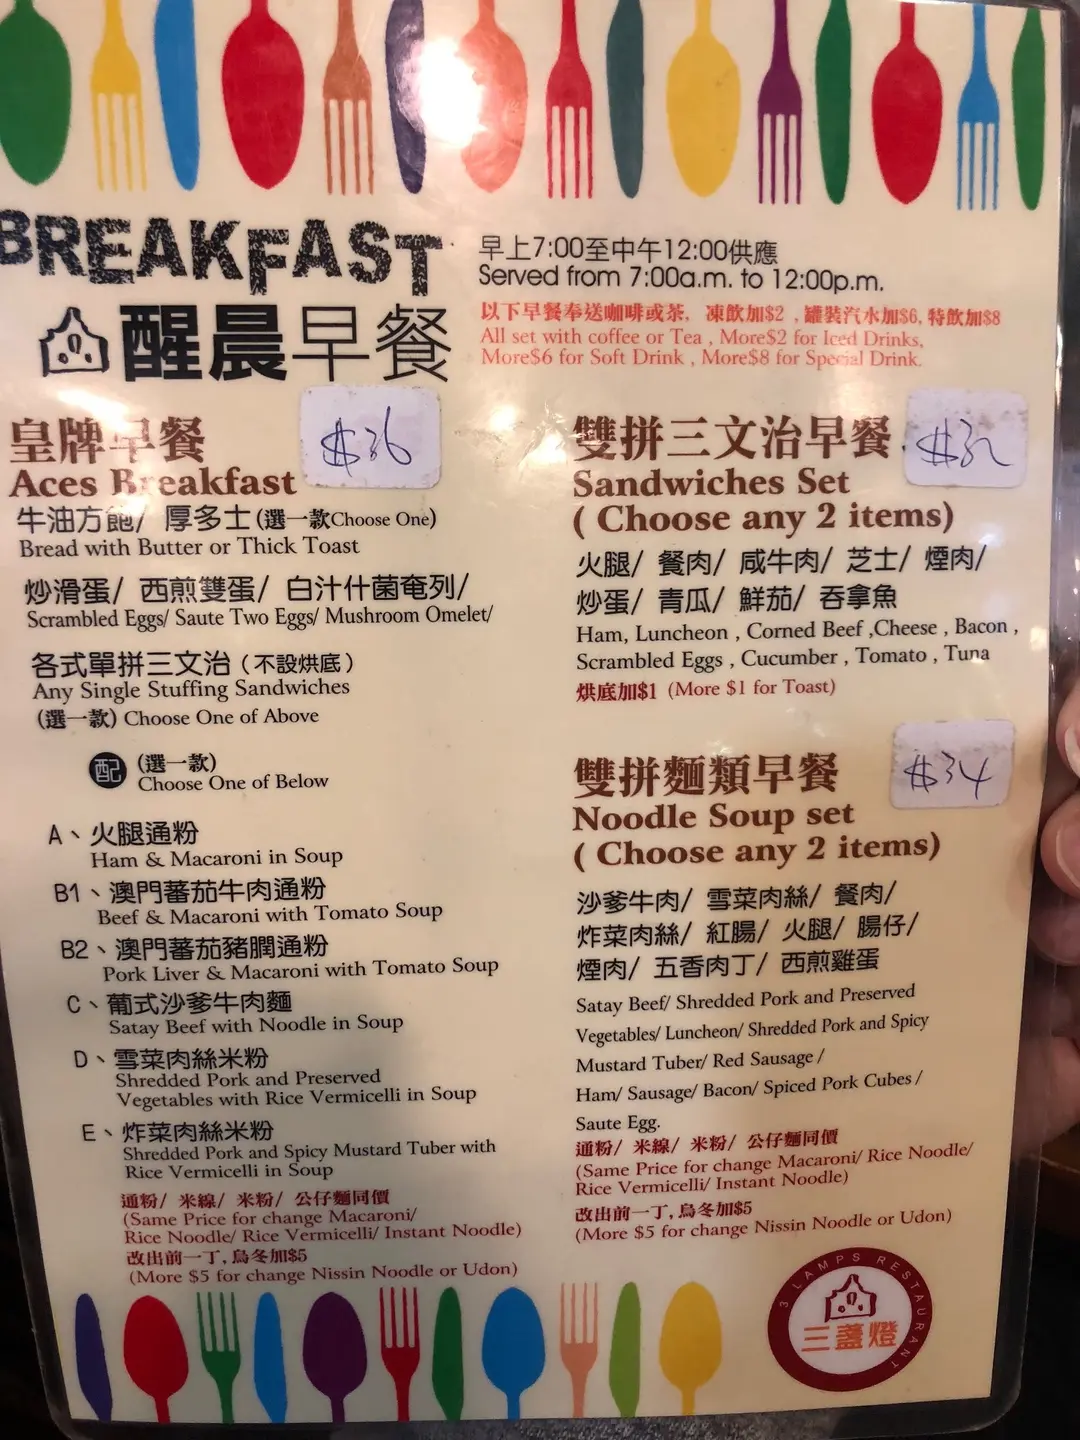 BREAKFAST
醒晨早餐
早上7:00至中午12:00供應
Served from 7:00a.m. to 12:00p.m.
以下早餐奉送咖啡或茶, 凍飲加$2 , 罐裝汽水加$6, 特飲加$8
All set with coffee or Tea , More$2 for Iced Drinks,
More$6 for Soft Drink , More$8 for Special Drink.
皇牌早餐
$36
Aces Breakfast
牛油方飽/ 厚多士(選一款Choose One)
Bread with Butter or Thick Toast
炒滑蛋/ 西煎雙蛋/ 白汁什菌奄列/
Scrambled Eggs/ Saute Two Eggs/ Mushroom Omelet/
各式單拼三文治(不設烘底)
Any Single Stuffing Sandwiches
(選一款) Choose One of Above
配 (選一款)
Choose One of Below
A、火腿通粉
Ham & Macaroni in Soup
B1、澳門蕃茄牛肉通粉
Beef & Macaroni with Tomato Soup
B2、澳門蕃茄豬膶通粉
Pork Liver & Macaroni with Tomato Soup
C、葡式沙爹牛肉麵
Satay Beef with Noodle in Soup
D、雪菜肉絲米粉
Shredded Pork and Preserved
Vegetables with Rice Vermicelli in Soup
E、炸菜肉絲米粉
Shredded Pork and Spicy Mustard Tuber with
Rice Vermicelli in Soup
通粉/ 米線/ 米粉/ 公仔麵同價
(Same Price for change Macaroni/
Rice Noodle/ Rice Vermicelli/ Instant Noodle)
改出前一丁, 烏冬加$5
(More $5 for change Nissin Noodle or Udon)
雙拼三文治早餐
$32
Sandwiches Set
( Choose any 2 items)
火腿/ 餐肉/ 咸牛肉/ 芝士/ 煙肉/
炒蛋/ 青瓜/ 鮮茄/ 吞拿魚
Ham, Luncheon , Corned Beef ,Cheese , Bacon ,
Scrambled Eggs , Cucumber , Tomato , Tuna
烘底加$1 (More $1 for Toast)
雙拼麵類早餐
$34
Noodle Soup set
( Choose any 2 items)
沙爹牛肉/ 雪菜肉絲/ 餐肉/
炸菜肉絲/ 紅腸/ 火腿/ 腸仔/
煙肉/ 五香肉丁/ 西煎雞蛋
Satay Beef/ Shredded Pork and Preserved
Vegetables/ Luncheon/ Shredded Pork and Spicy
Mustard Tuber/ Red Sausage /
Ham/ Sausage/ Bacon/ Spiced Pork Cubes /
Saute Egg.
通粉/ 米線/ 米粉/ 公仔麵同價
(Same Price for change Macaroni/ Rice Noodle/
Rice Vermicelli/ Instant Noodle)
改出前一丁, 烏冬加$5
(More $5 for change Nissin Noodle or Udon)
3 LAMPS RESTAURANT
三盞燈